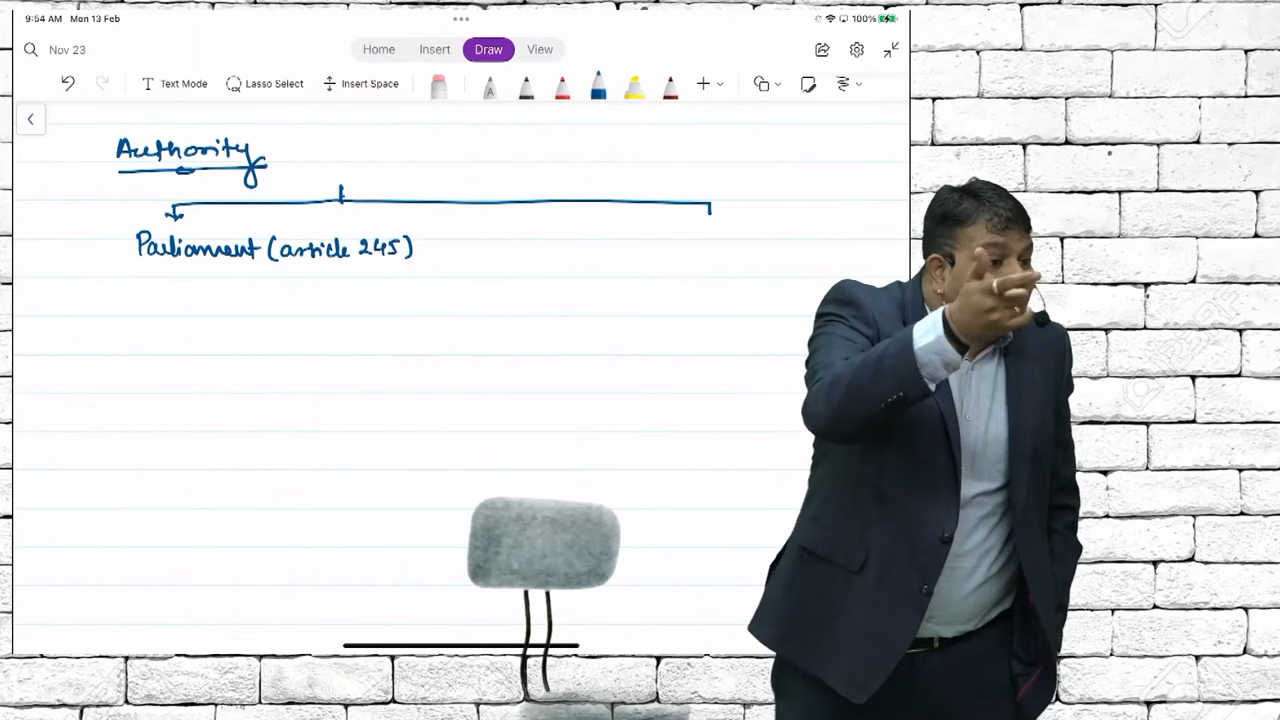 9:54 AM Mon 13 Feb
100%
Nov 23
Home Insert Draw View
Text Mode Lasso Select Insert Space
Authority
Parliament (article 245)